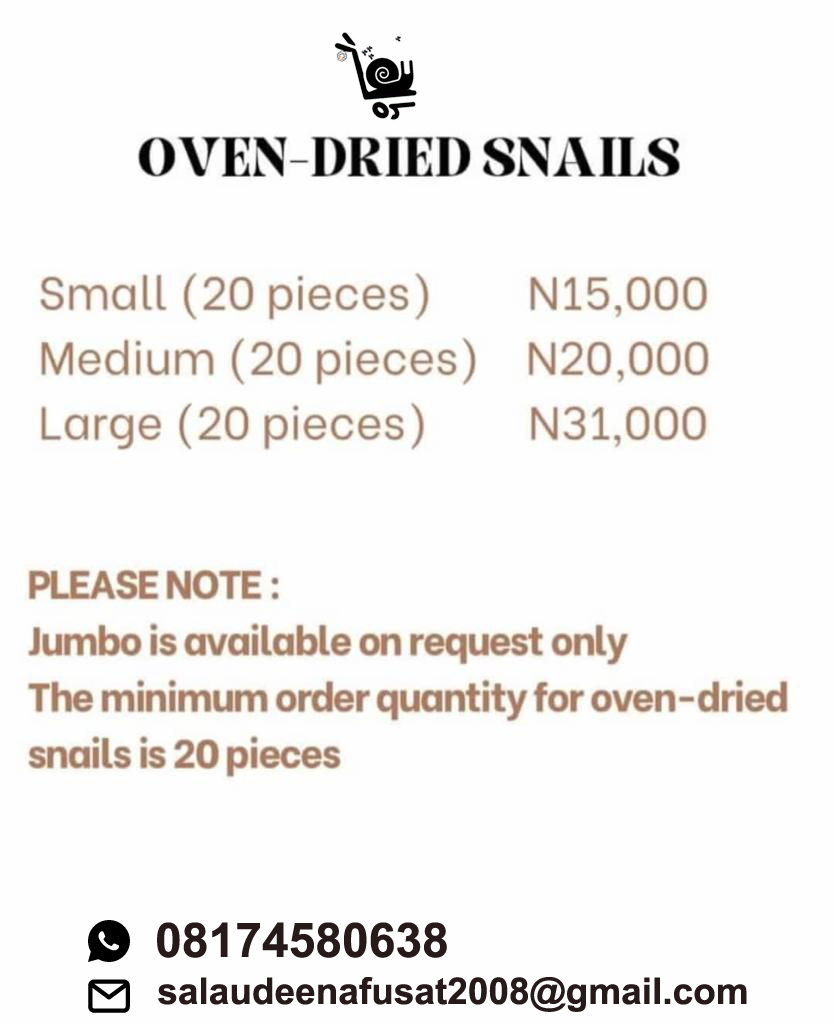 OVEN-DRIED SNAILS
Small (20 pieces) N15,000
Medium (20 pieces) N20,000
Large (20 pieces) N31,000
PLEASE NOTE :
Jumbo is available on request only
The minimum order quantity for oven-dried
snails is 20 pieces
08174580638
salaudeenafusat2008@gmail.com